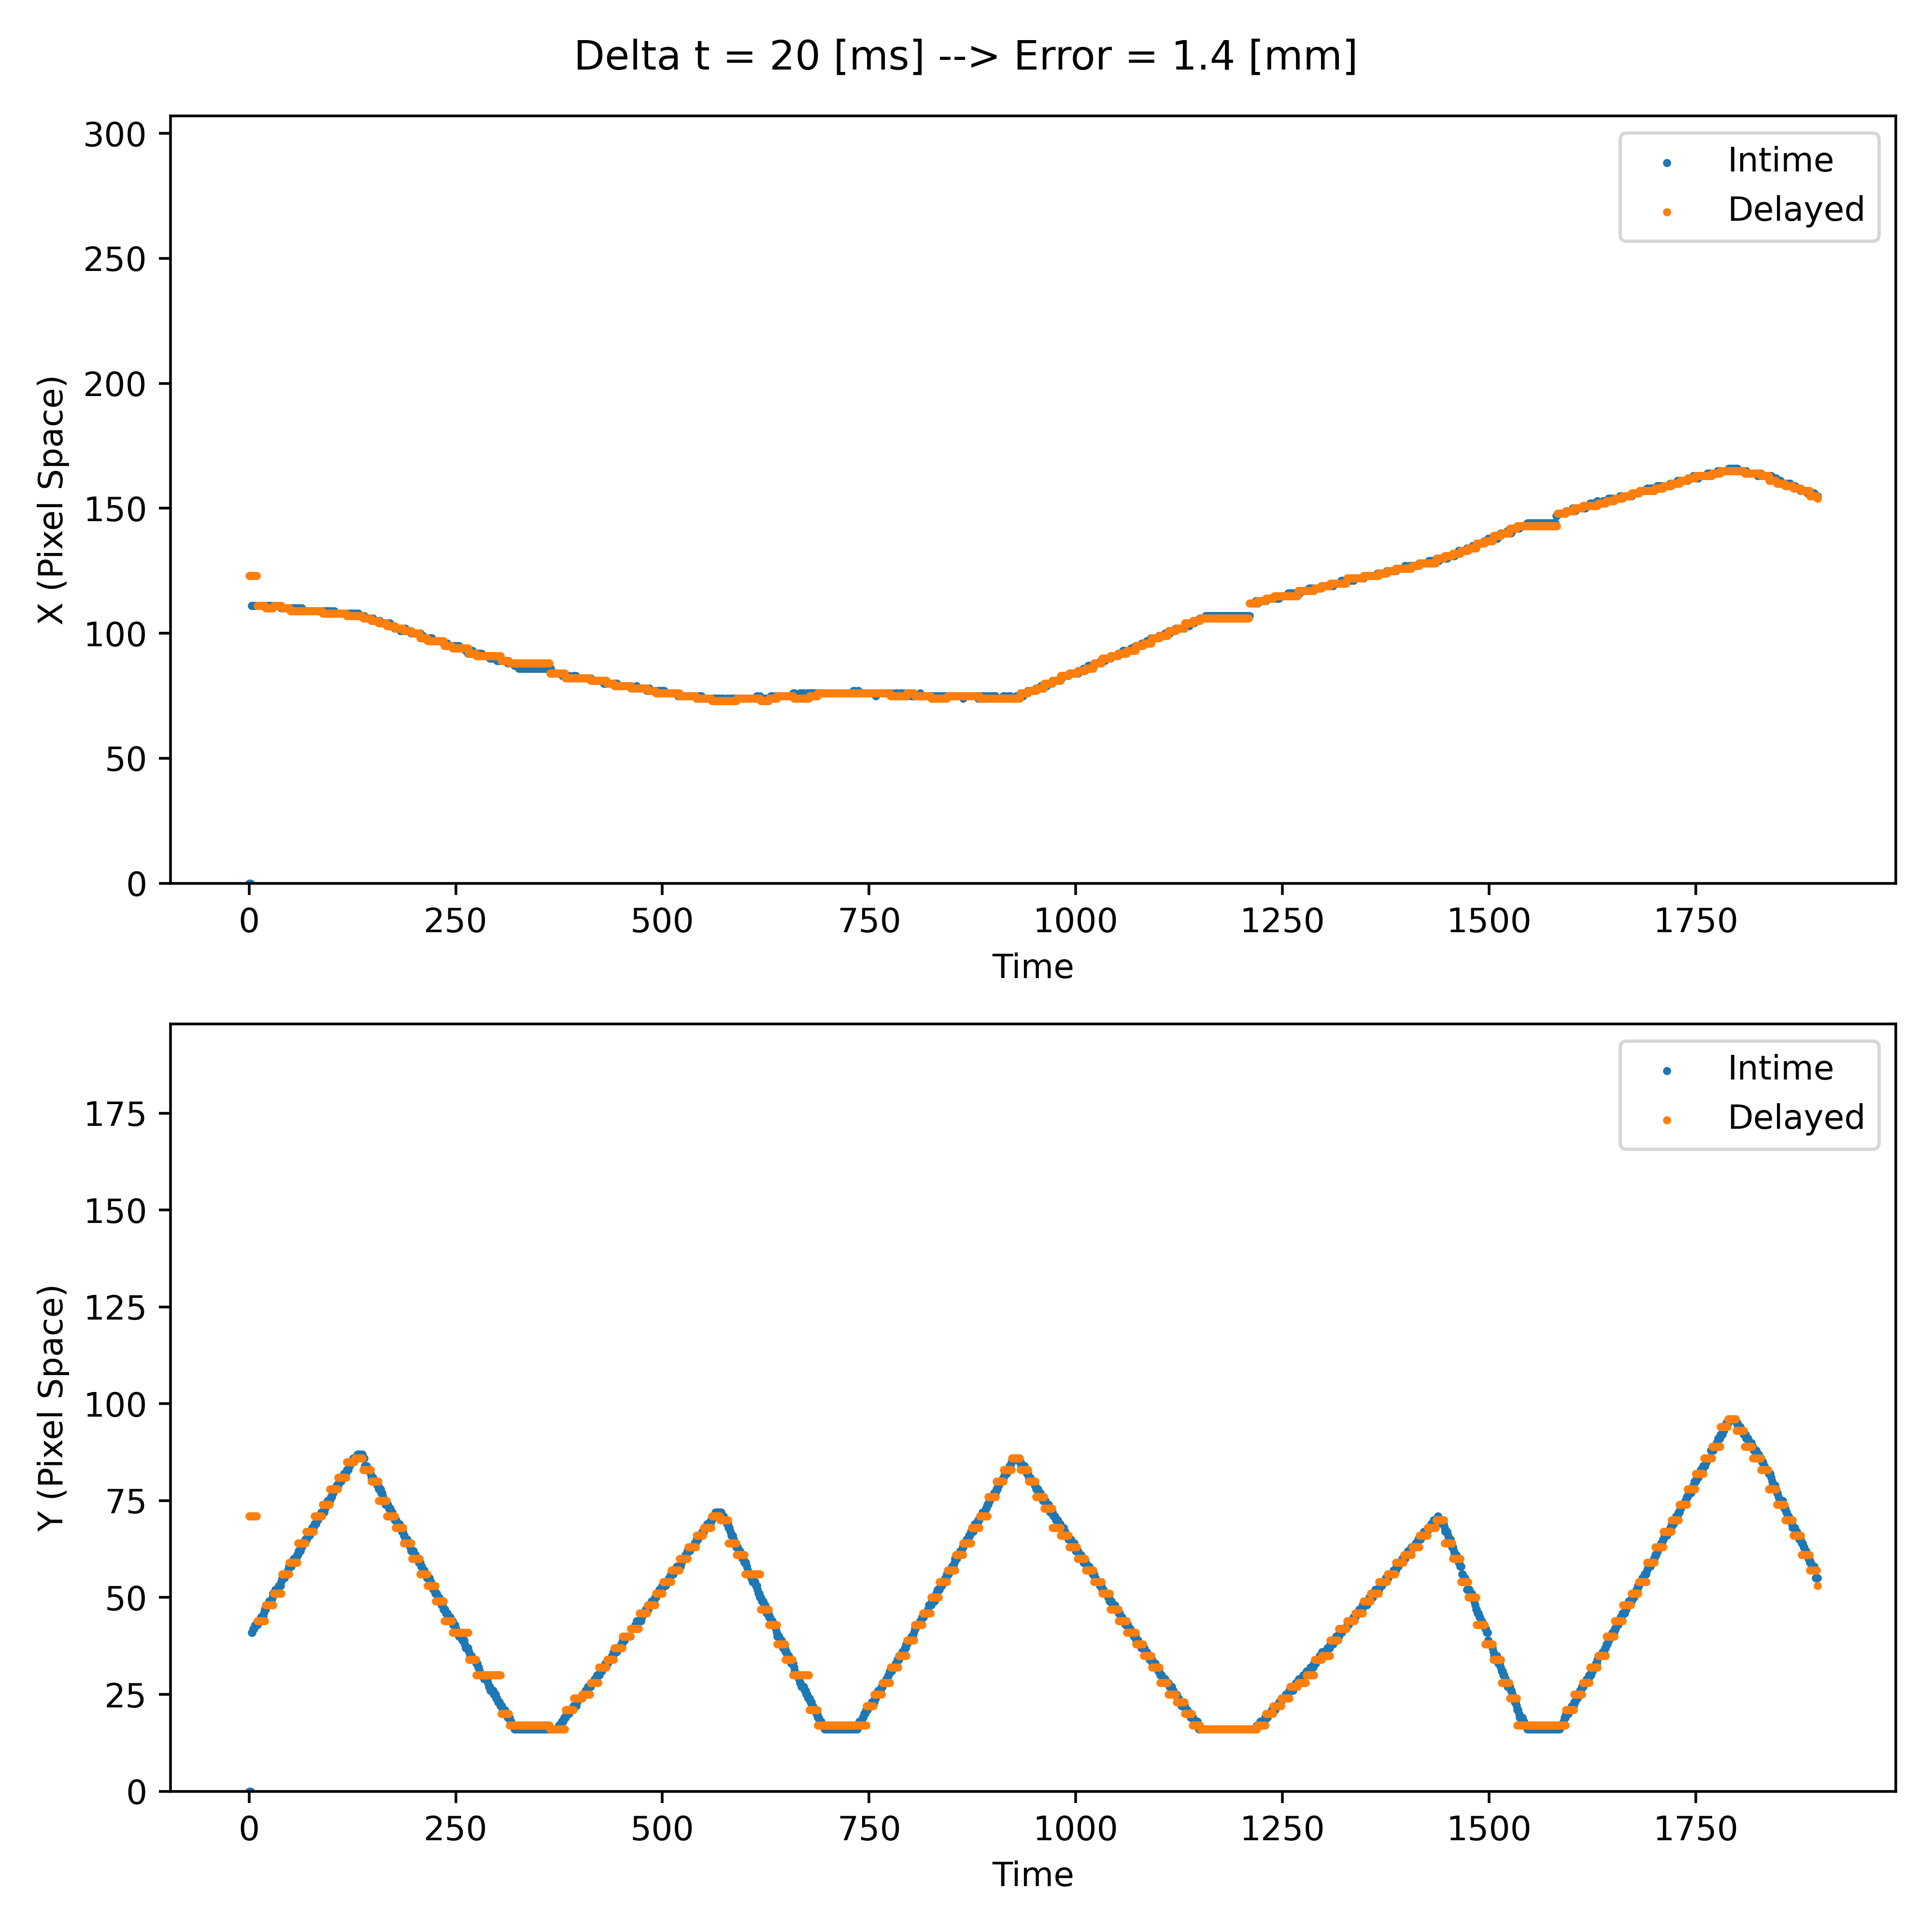 Delta t = 20 [ms] --> Error = 1.4 [mm]
300
250
200
150
100
50
0
X (Pixel Space)
Intime
Delayed
0 250 500 750 1000 1250 1500 1750
Time
175
150
125
100
75
50
25
0
Y (Pixel Space)
Intime
Delayed
0 250 500 750 1000 1250 1500 1750
Time